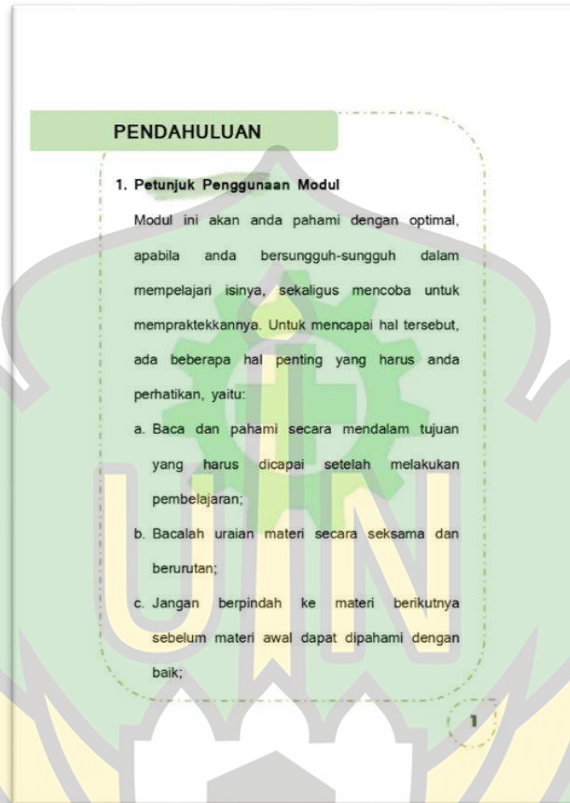 PENDAHULUAN
1. Petunjuk Penggunaan Modul
Modul ini akan anda pahami dengan optimal,
apabila anda bersungguh-sungguh dalam
mempelajari isinya, sekaligus mencoba untuk
mempraktekkannya. Untuk mencapai hal tersebut,
ada beberapa hal penting yang harus anda
perhatikan, yaitu:
a. Baca dan pahami secara mendalam tujuan
yang harus dicapai setelah melakukan
pembelajaran;
b. Bacalah uraian materi secara seksama dan
berurutan;
c. Jangan berpindah ke materi berikutnya
sebelum materi awal dapat dipahami dengan
baik;
1
UIN